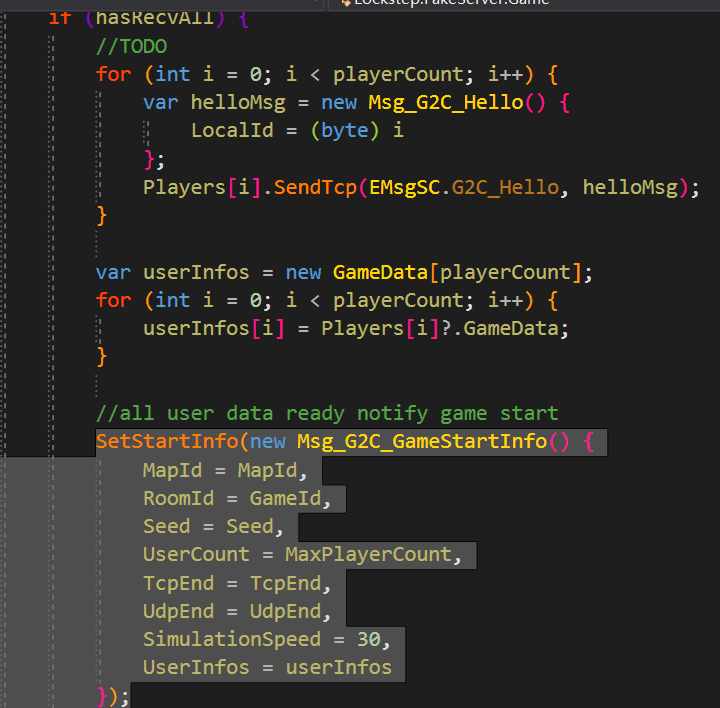 Lockstep.FakeServer.Game
if (hasRecvAll) {
//TODO
for (int i = 0; i < playerCount; i++) {
var helloMsg = new Msg_G2C_Hello() {
LocalId = (byte) i
};
Players[i].SendTcp(EMsgSC.G2C_Hello, helloMsg);
}
var userInfos = new GameData[playerCount];
for (int i = 0; i < playerCount; i++) {
userInfos[i] = Players[i]?.GameData;
}
//all user data ready notify game start
SetStartInfo(new Msg_G2C_GameStartInfo() {
MapId = MapId,
RoomId = GameId,
Seed = Seed,
UserCount = MaxPlayerCount,
TcpEnd = TcpEnd,
UdpEnd = UdpEnd,
SimulationSpeed = 30,
UserInfos = userInfos
});